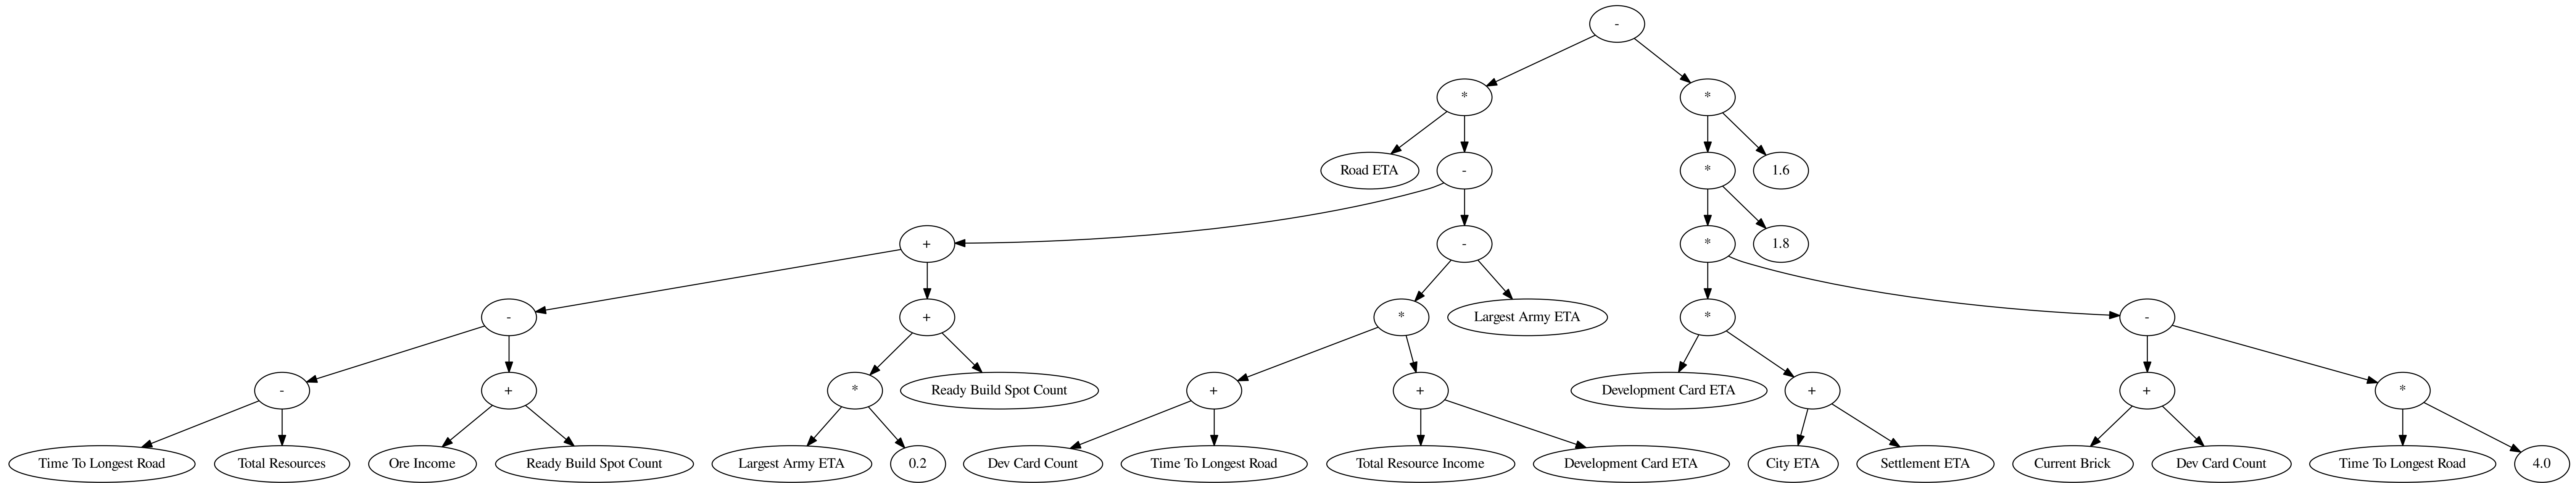 -
* *
Road ETA - * 1.6
+ - * 1.8
- + * Largest Army ETA * -
- + * Ready Build Spot Count + + Development Card ETA + + *
Time To Longest Road Total Resources Ore Income Ready Build Spot Count Largest Army ETA 0.2 Dev Card Count Time To Longest Road Total Resource Income Development Card ETA City ETA Settlement ETA Current Brick Dev Card Count Time To Longest Road 4.0